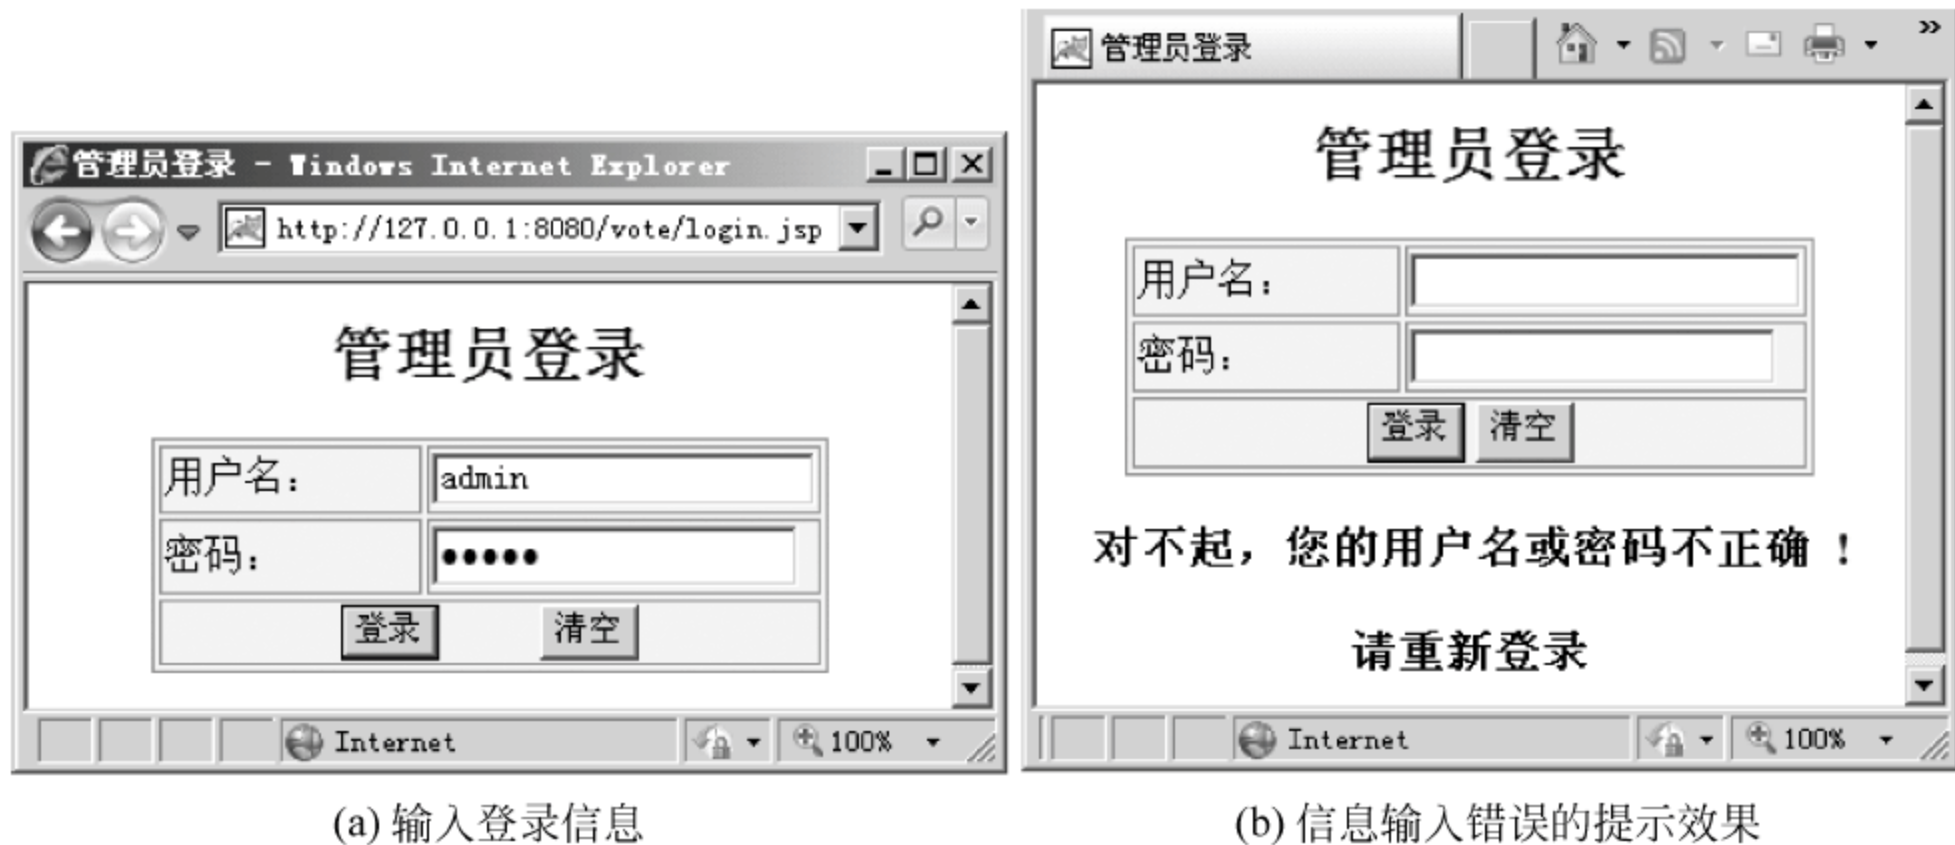 管理员登录 - Windows Internet Explorer
http://127.0.0.1:8080/vote/login.jsp
管理员登录
用户名： admin
密码： ●●●●●
登录 清空
Internet 100%
(a) 输入登录信息
管理员登录 »
管理员登录
用户名：
密码：
登录 清空
对不起，您的用户名或密码不正确！
请重新登录
Internet 100%
(b) 信息输入错误的提示效果